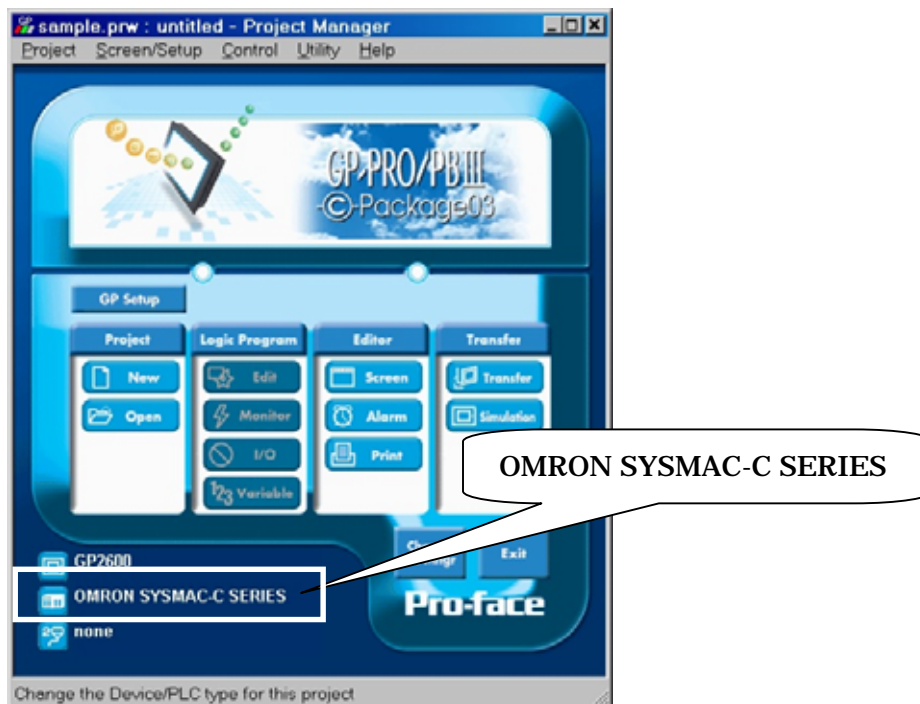 sample.prw : untitled - Project Manager
Project Screen/Setup Control Utility Help
GP-PRO/PBIII
-©-Package03
GP Setup
Project
New
Open
Logic Program
Edit
Monitor
I/O
123 Variable
Editor
Screen
Alarm
Print
Transfer
Transfer
Simulation
OMRON SYSMAC-C SERIES
Exit
GP2600
OMRON SYSMAC-C SERIES
none
Pro-face
Change the Device/PLC type for this project